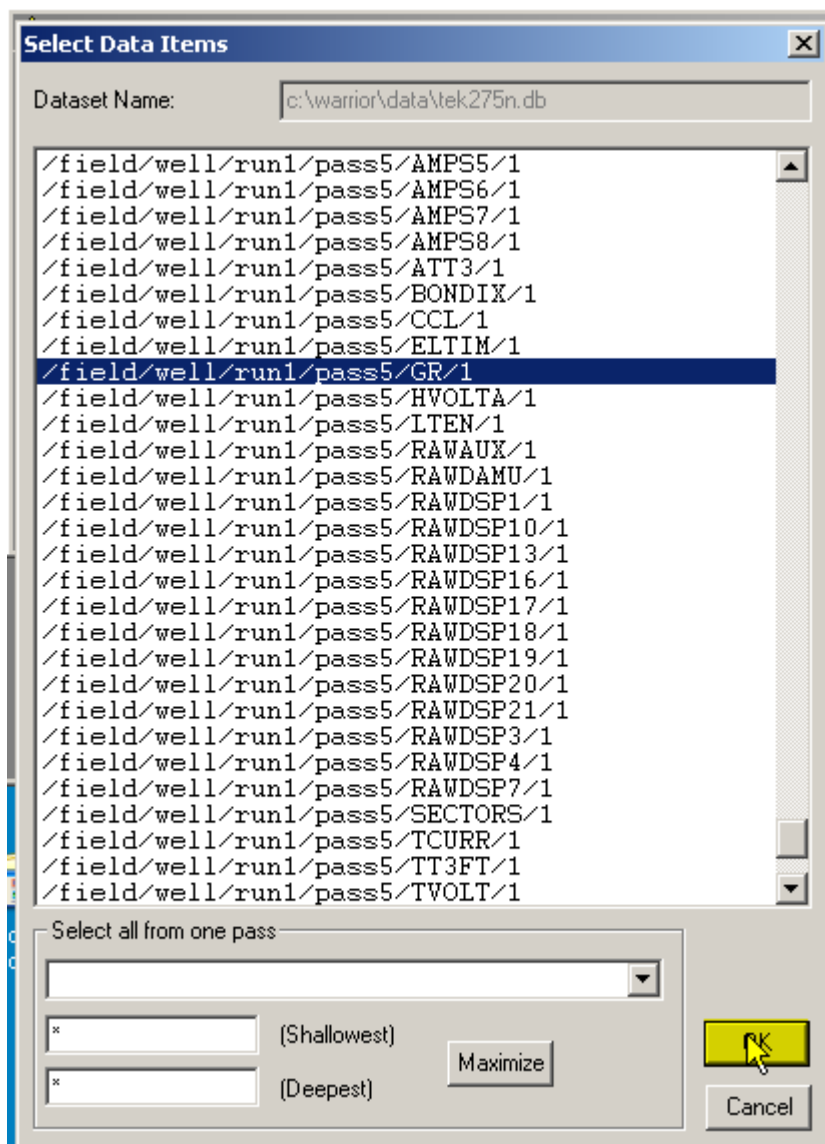 Select Data Items
Dataset Name: c:\warrior\data\tek275n.db
/field/well/run1/pass5/AMPS5/1
/field/well/run1/pass5/AMPS6/1
/field/well/run1/pass5/AMPS7/1
/field/well/run1/pass5/AMPS8/1
/field/well/run1/pass5/ATT3/1
/field/well/run1/pass5/BONDIX/1
/field/well/run1/pass5/CCL/1
/field/well/run1/pass5/ELTIM/1
/field/well/run1/pass5/GR/1
/field/well/run1/pass5/HVOLTA/1
/field/well/run1/pass5/LTEN/1
/field/well/run1/pass5/RAWAUX/1
/field/well/run1/pass5/RAWDAMU/1
/field/well/run1/pass5/RAWDSP1/1
/field/well/run1/pass5/RAWDSP10/1
/field/well/run1/pass5/RAWDSP13/1
/field/well/run1/pass5/RAWDSP16/1
/field/well/run1/pass5/RAWDSP17/1
/field/well/run1/pass5/RAWDSP18/1
/field/well/run1/pass5/RAWDSP19/1
/field/well/run1/pass5/RAWDSP20/1
/field/well/run1/pass5/RAWDSP21/1
/field/well/run1/pass5/RAWDSP3/1
/field/well/run1/pass5/RAWDSP4/1
/field/well/run1/pass5/RAWDSP7/1
/field/well/run1/pass5/SECTORS/1
/field/well/run1/pass5/TCURR/1
/field/well/run1/pass5/TT3FT/1
/field/well/run1/pass5/TVOLT/1
Select all from one pass
* (Shallowest)
* (Deepest)
Maximize
OK
Cancel